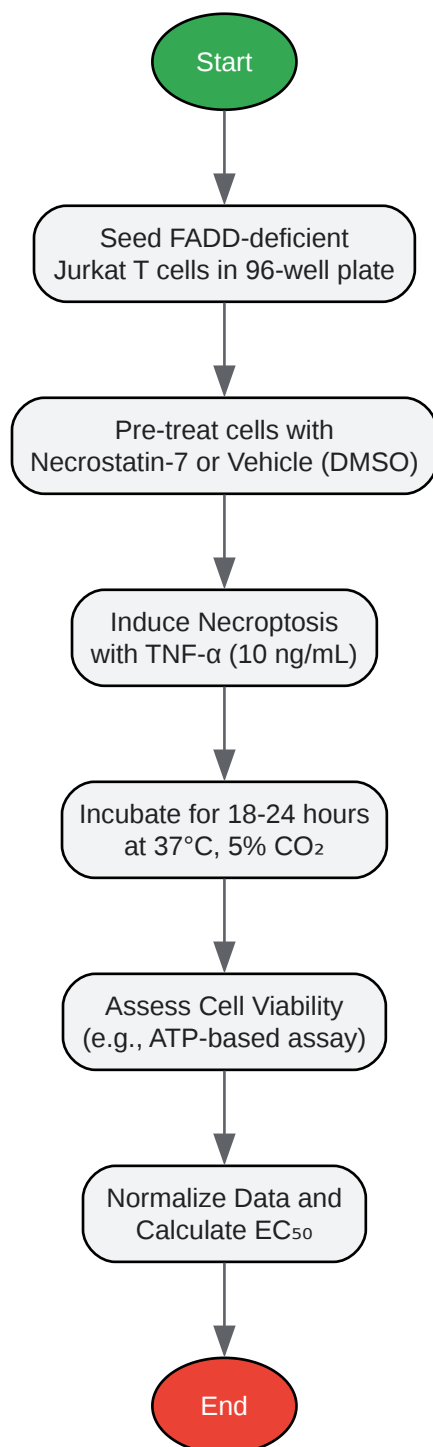 Start
Seed FADD-deficient
Jurkat T cells in 96-well plate
Pre-treat cells with
Necrostatin-7 or Vehicle (DMSO)
Induce Necroptosis
with TNF-α (10 ng/mL)
Incubate for 18-24 hours
at 37°C, 5% CO₂
Assess Cell Viability
(e.g., ATP-based assay)
Normalize Data and
Calculate EC₅₀
End